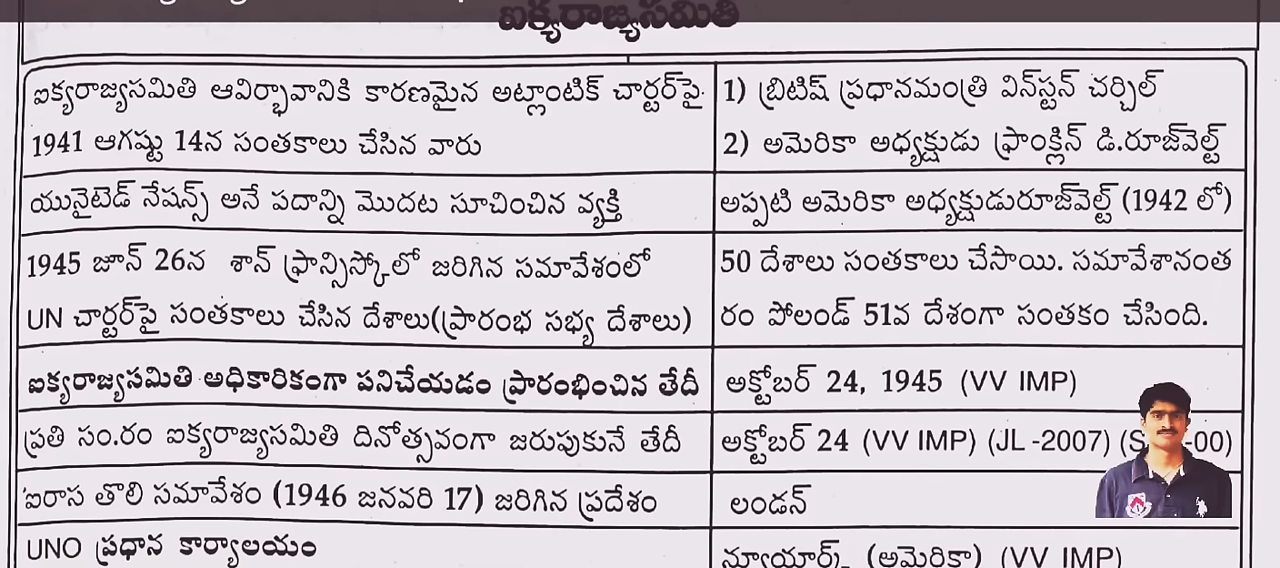 ఐక్యరాజ్యసమితి
ఐక్యరాజ్యసమితి ఆవిర్భావానికి కారణమైన అట్లాంటిక్ చార్టర్‌పై
1941 ఆగష్టు 14న సంతకాలు చేసిన వారు
1) బ్రిటిష్ ప్రధానమంత్రి విన్‌స్టన్ చర్చిల్
2) అమెరికా అధ్యక్షుడు ఫ్రాంక్లిన్ డి.రూజ్‌వెల్ట్
యునైటెడ్ నేషన్స్ అనే పదాన్ని మొదట సూచించిన వ్యక్తి
అప్పటి అమెరికా అధ్యక్షుడురూజ్‌వెల్ట్ (1942 లో)
1945 జూన్ 26న శాన్ ఫ్రాన్సిస్కోలో జరిగిన సమావేశంలో
UN చార్టర్‌పై సంతకాలు చేసిన దేశాలు(ప్రారంభ సభ్య దేశాలు)
50 దేశాలు సంతకాలు చేసాయి. సమావేశానంత
రం పోలండ్ 51వ దేశంగా సంతకం చేసింది.
ఐక్యరాజ్యసమితి అధికారికంగా పనిచేయడం ప్రారంభించిన తేదీ
అక్టోబర్ 24, 1945 (VV IMP)
ప్రతి సం.రం ఐక్యరాజ్యసమితి దినోత్సవంగా జరుపుకునే తేదీ
అక్టోబర్ 24 (VV IMP) (JL -2007)
ఐరాస తొలి సమావేశం (1946 జనవరి 17) జరిగిన ప్రదేశం
లండన్
UNO ప్రధాన కార్యాలయం
న్యూయార్క్ (అమెరికా) (VV IMP)